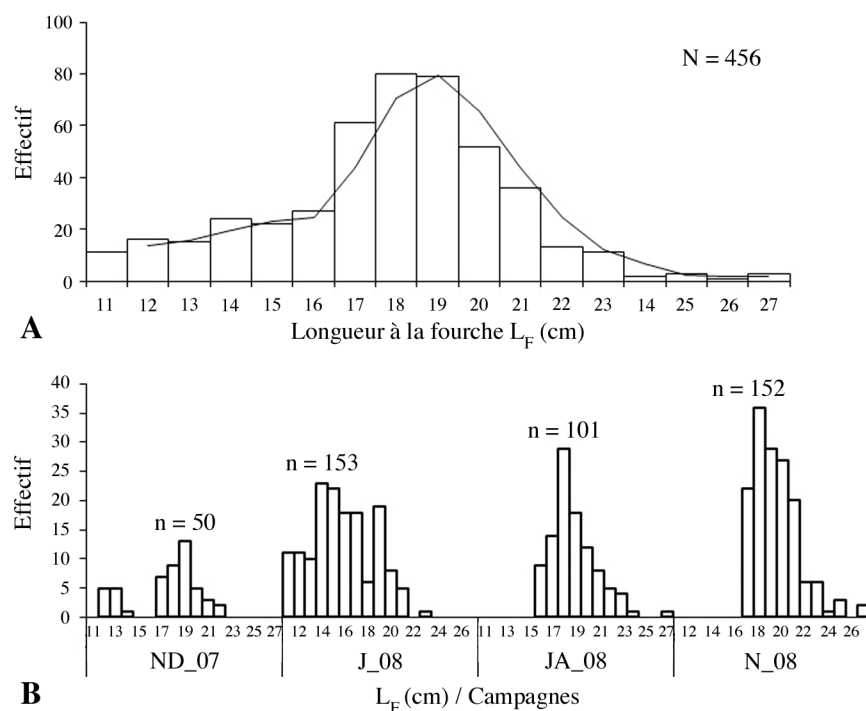 100
80
60
40
20
0
Effectif
N = 456
11 12 13 14 15 16 17 18 19 20 21 22 23 14 25 26 27
Longueur à la fourche L_F (cm)
A
40
35
30
25
20
15
10
5
0
Effectif
n = 50
n = 153
n = 101
n = 152
11 13 15 17 19 21 23 25 27 12 14 16 18 20 22 24 26 11 13 15 17 19 21 23 25 27 12 14 16 18 20 22 24 26
ND_07 J_08 JA_08 N_08
B
L_F (cm) / Campagnes